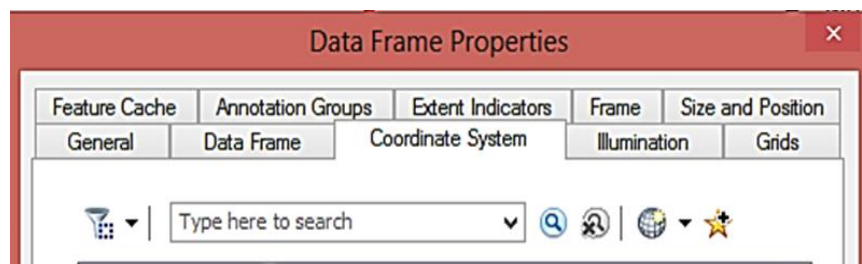 Data Frame Properties
Feature Cache Annotation Groups Extent Indicators Frame Size and Position
General Data Frame Coordinate System Illumination Grids
Type here to search